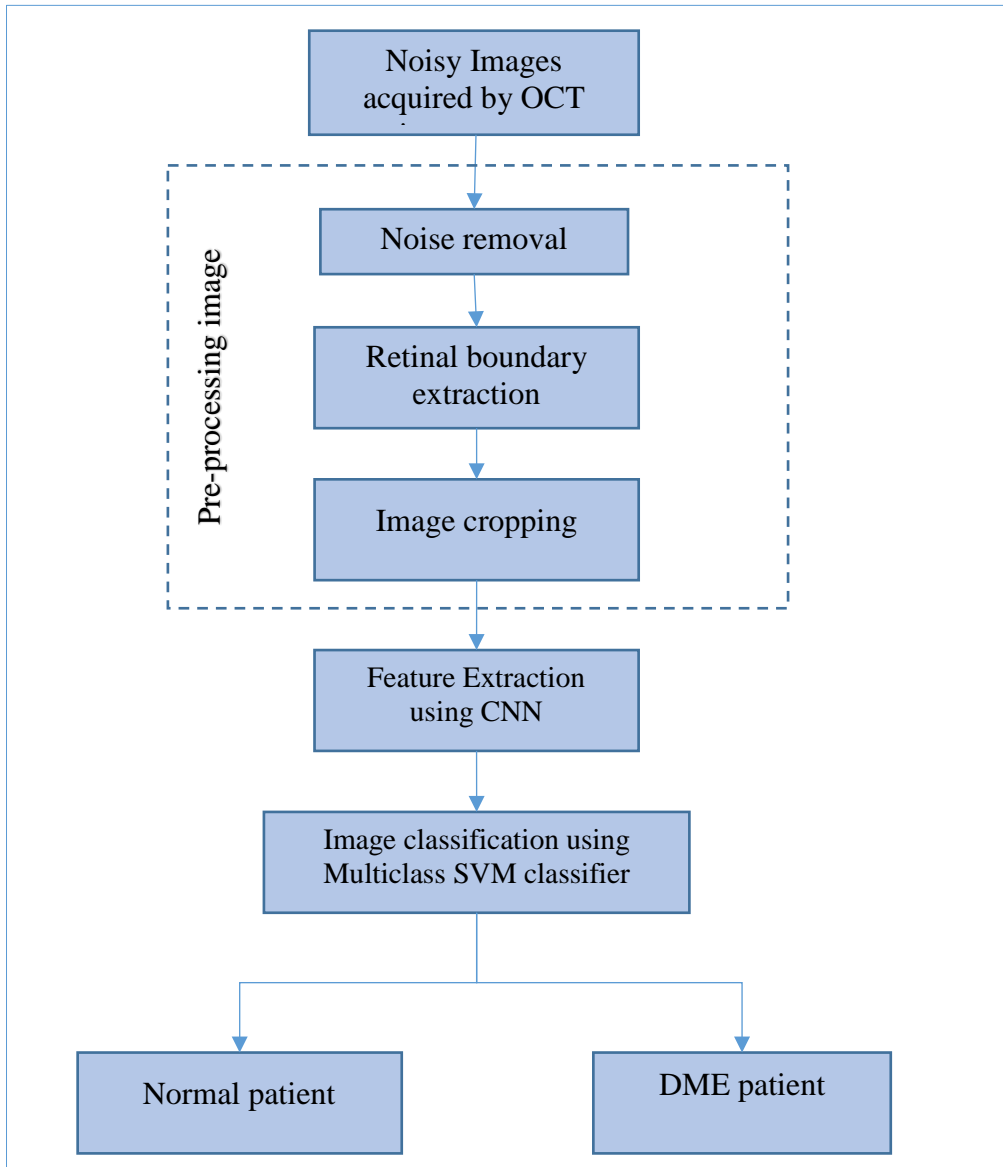 Noisy Images
acquired by OCT
Pre-processing image
Noise removal
Retinal boundary
extraction
Image cropping
Feature Extraction
using CNN
Image classification using
Multiclass SVM classifier
Normal patient
DME patient